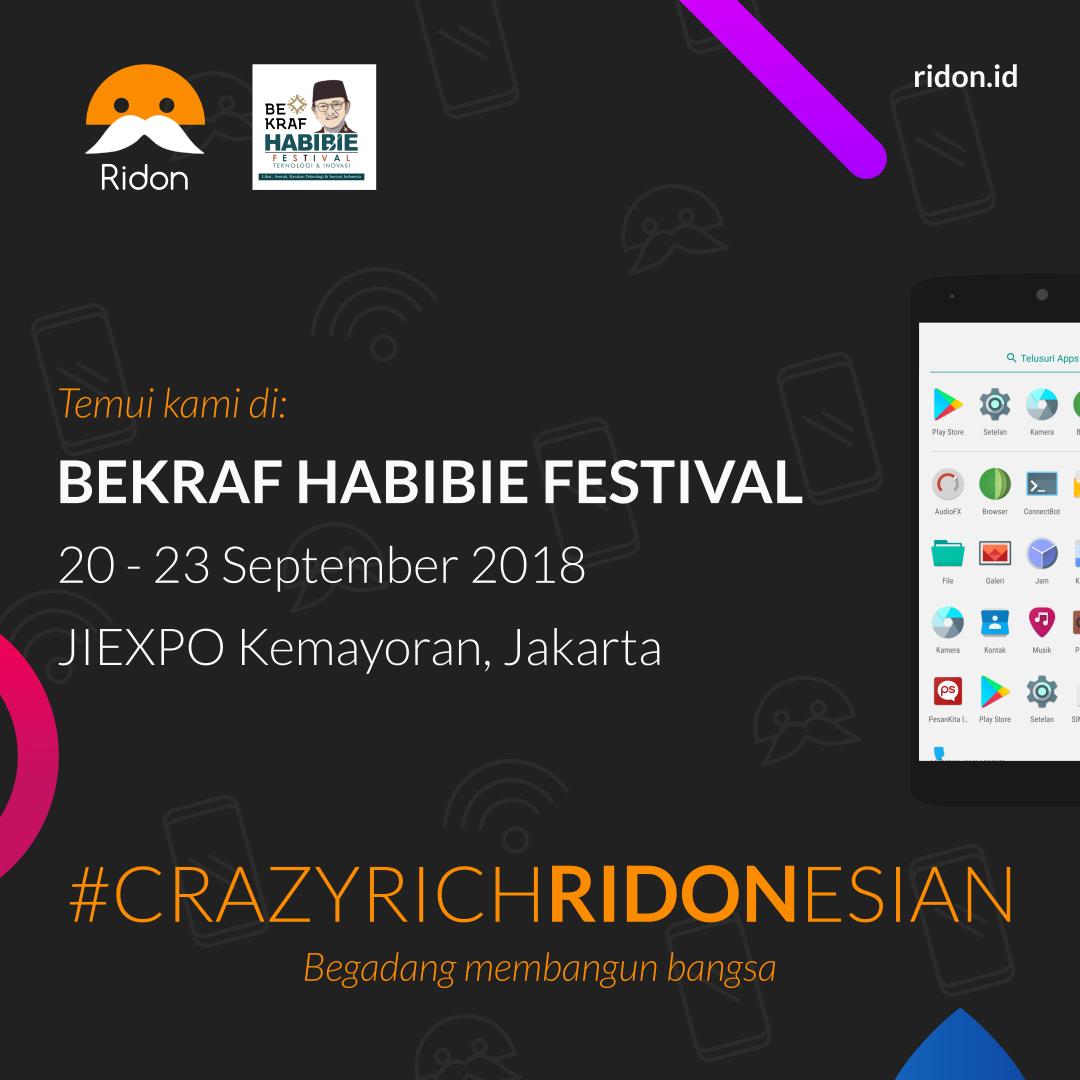 ridon.id
Ridon
BE
KRAF
HABIBIE
FESTIVAL
TEKNOLOGI & INOVASI
Temui kami di:
BEKRAF HABIBIE FESTIVAL
20 - 23 September 2018
JIEXPO Kemayoran, Jakarta
Telusuri Apps
Play Store Setelan Kamera B
AudioFX Browser ConnectBot
File Galeri Jam K
Kamera Kontak Musik P
PesanKita I.. Play Store Setelan SIM
#CRAZYRICHRIDONESIAN
Begadang membangun bangsa